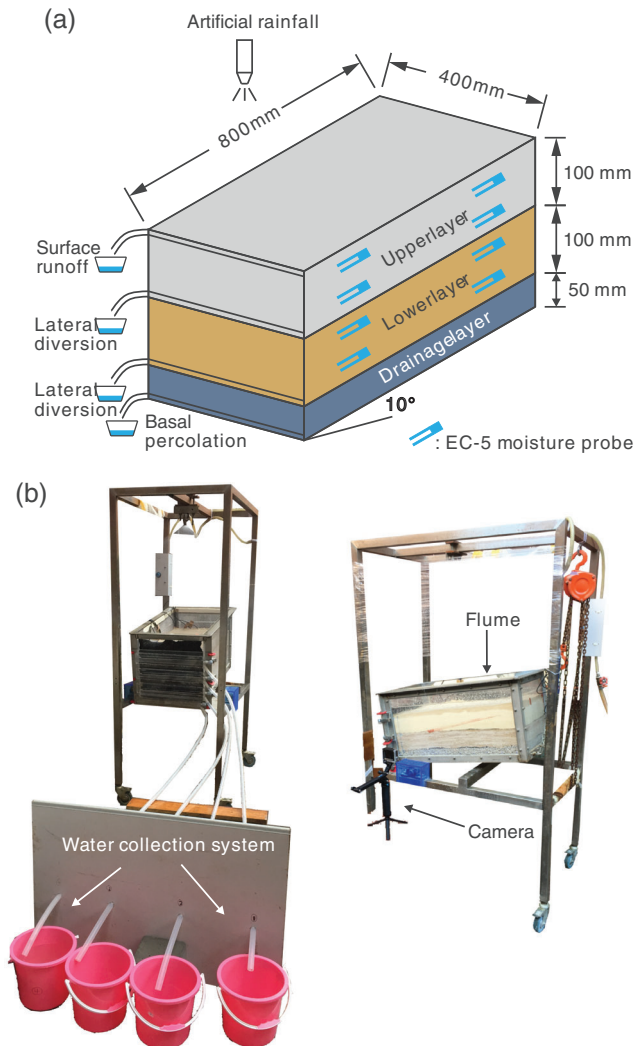 (a)
Artificial rainfall
800mm
400mm
100 mm
100 mm
50 mm
Surface
runoff
Lateral
diversion
Lateral
diversion
Basal
percolation
Upperlayer
Lowerlayer
Drainagelayer
10°
: EC-5 moisture probe
(b)
Flume
Camera
Water collection system